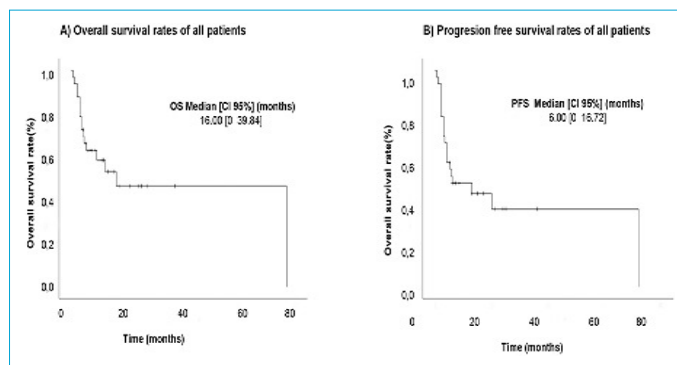 A) Overall survival rates of all patients
OS Median [CI 95%] (months)
16.00 [0 39.84]
Overall survival rate(%)
1,0
0.8
0.6
0.4
0.2
0.0
0 20 40 60 80
Time (months)
B) Progresion free survival rates of all patients
PFS Median [CI 95%] (months)
6.00 [0 16.72]
Overall survival rate(%)
1,0
0,8
0,6
0,4
0,2
0,0
0 20 40 60 80
Time (months)